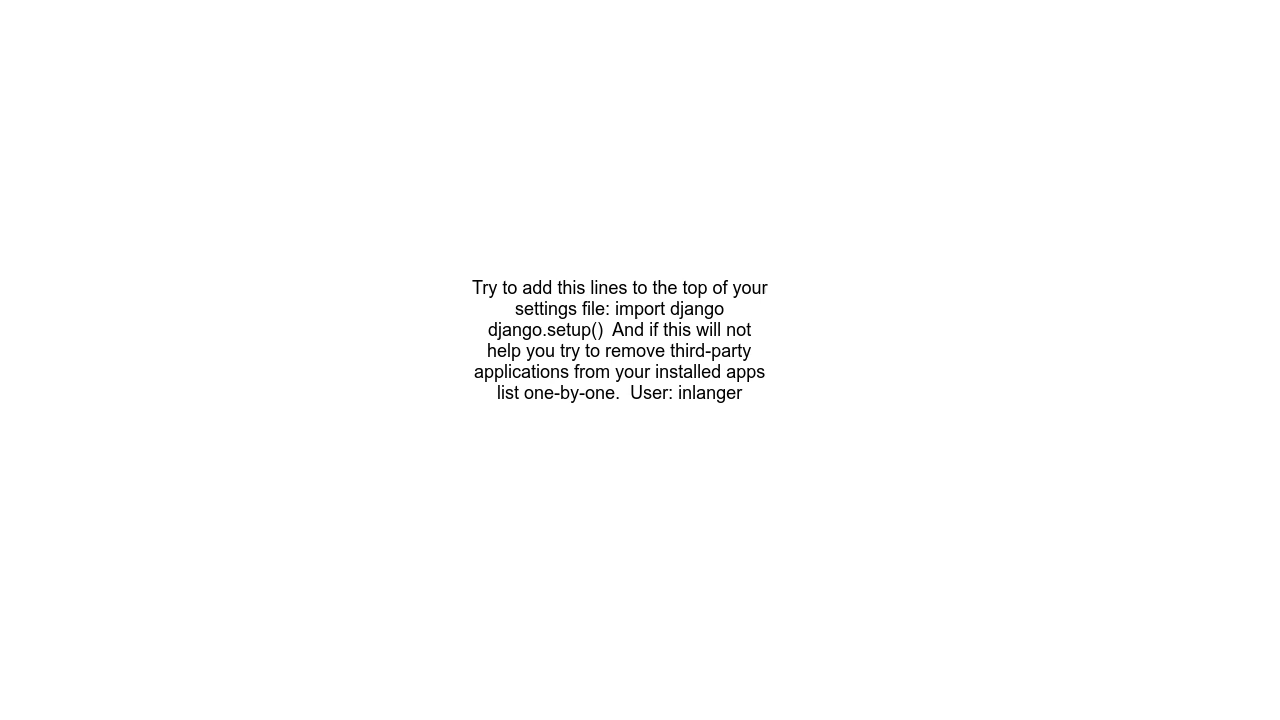 Try to add this lines to the top of your
settings file: import django
django.setup()  And if this will not
help you try to remove third-party
applications from your installed apps
list one-by-one.  User: inlanger